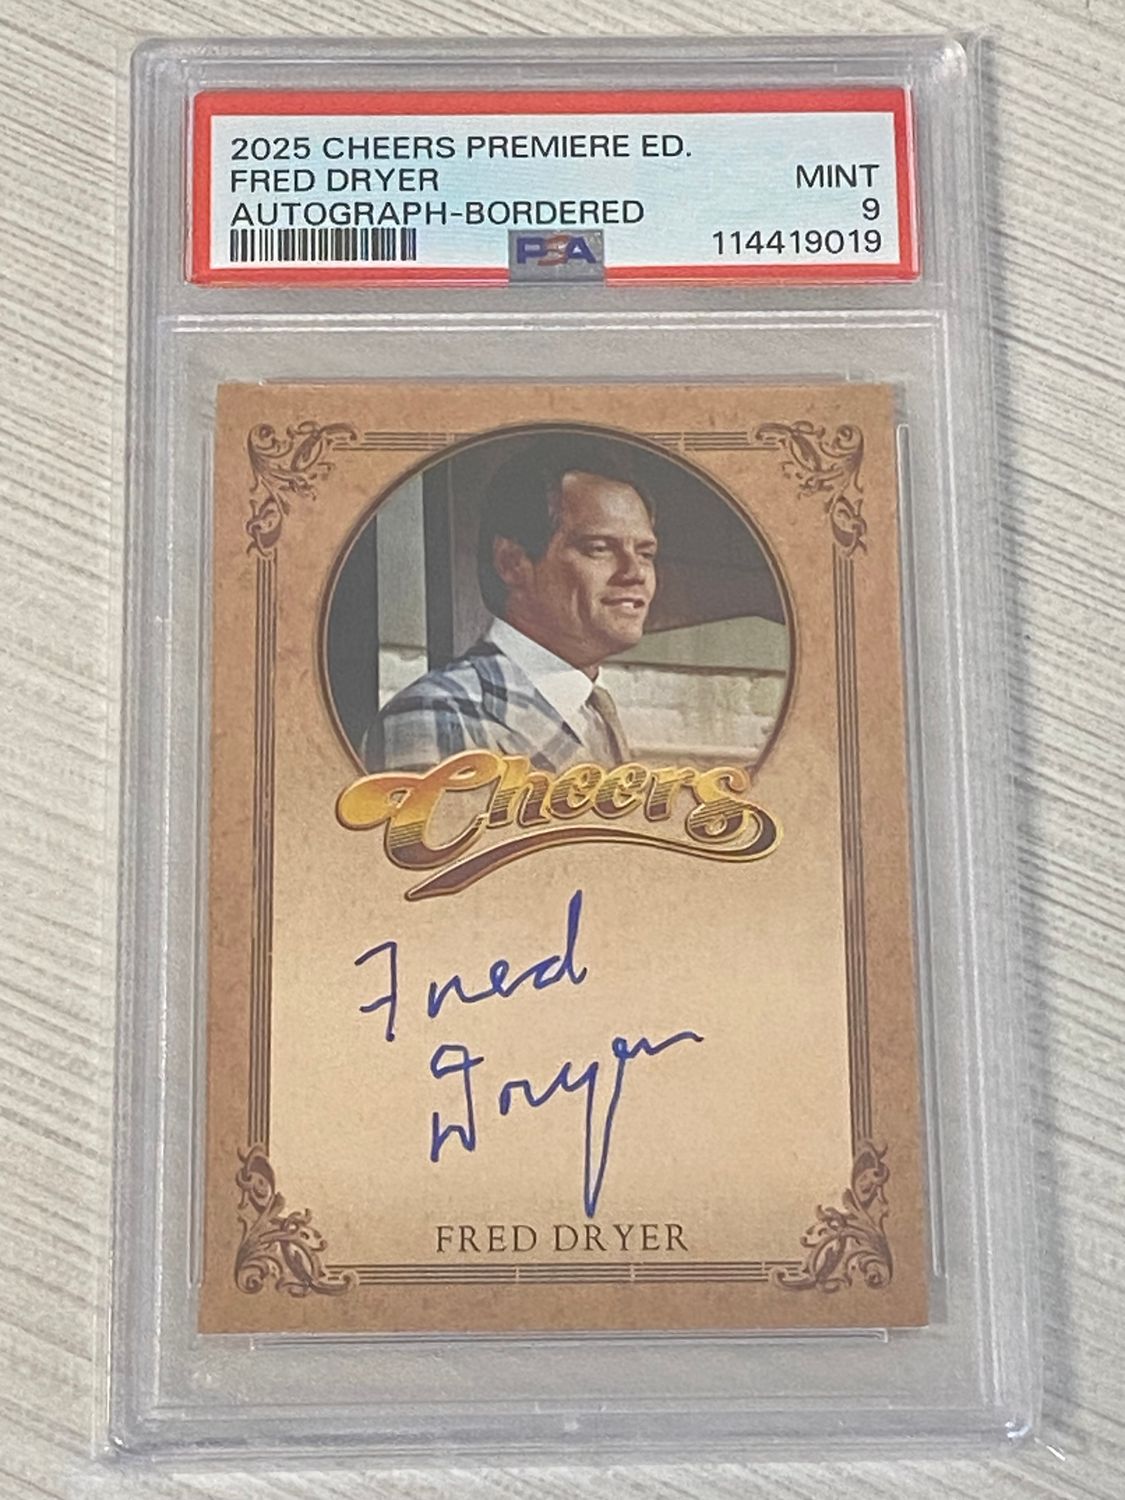 2025 CHEERS PREMIERE ED.
FRED DRYER
AUTOGRAPH-BORDERED
MINT
9
114419019
PSA
Cheers
Fred
Dryer
FRED DRYER